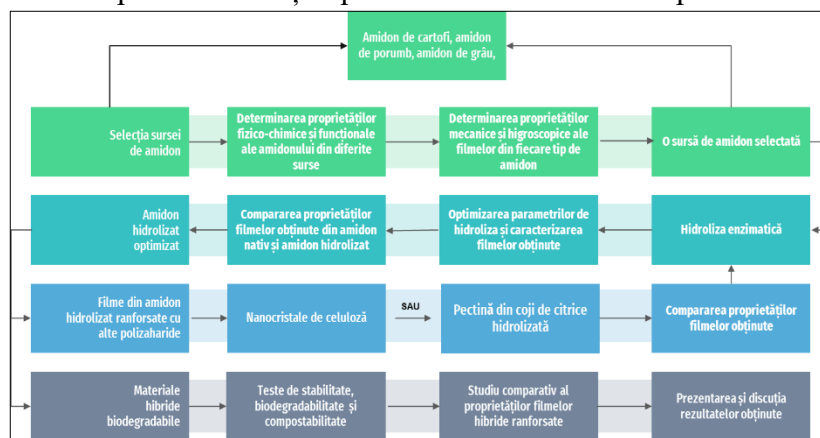 Amidon de cartofi, amidon
de porumb, amidon de grâu,
Selecția sursei
de amidon
Determinarea proprietăților
fizico-chimice și funcționale
ale amidonului din diferite
surse
Determinarea proprietăților
mecanice și higroscopice ale
filmelor din fiecare tip de
amidon
O sursă de amidon selectată
Amidon
hidrolizat
optimizat
Compararea proprietăților
filmelor obținute din amidon
nativ și amidon hidrolizat
Optimizarea parametrilor de
hidroliza și caracterizarea
filmelor obținute
Hidroliza enzimatică
Filme din amidon
hidrolizat ranforsate cu
alte polizaharide
Nanocristale de celuloză
SAU
Pectină din coji de citrice
hidrolizată
Compararea proprietăților
filmelor obținute
Materiale
hibride
biodegradabile
Teste de stabilitate,
biodegradabilitate și
compostabilitate
Studiu comparativ al
proprietăților filmelor
hibride ranforsate
Prezentarea și discuția
rezultatelor obținute